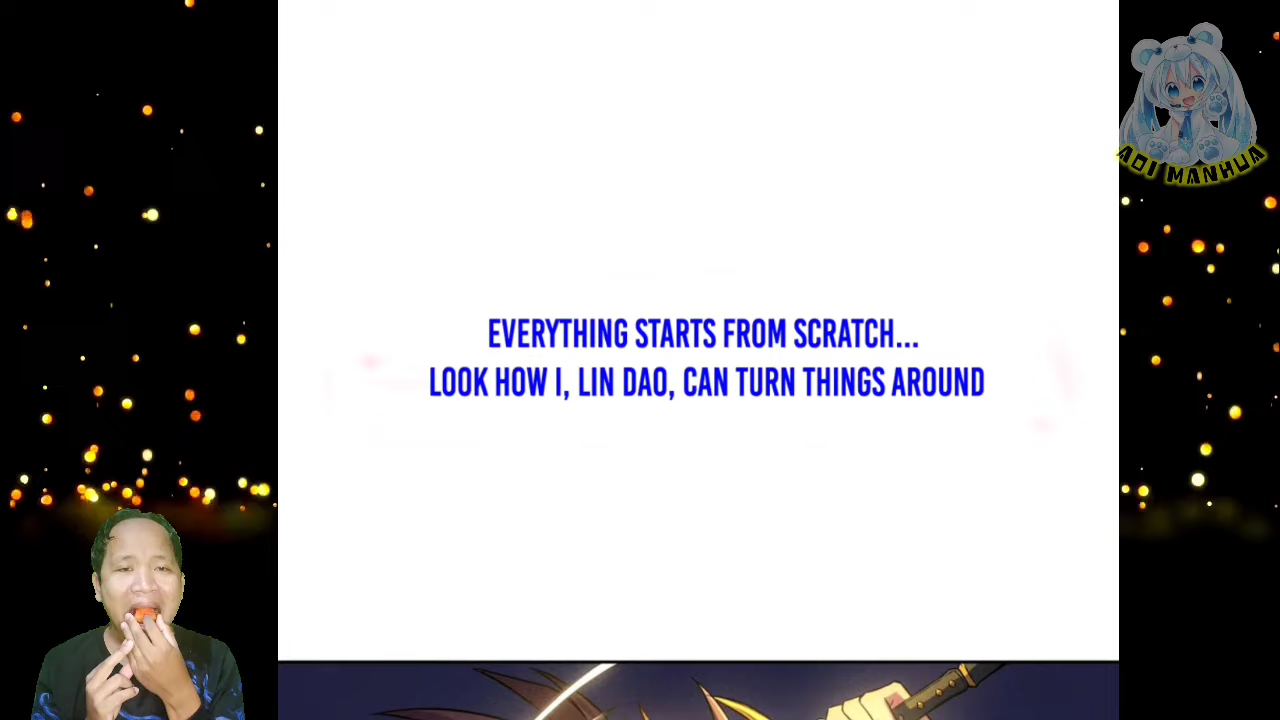 EVERYTHING STARTS FROM SCRATCH...
LOOK HOW I, LIN DAO, CAN TURN THINGS AROUND
AOI MANHUA